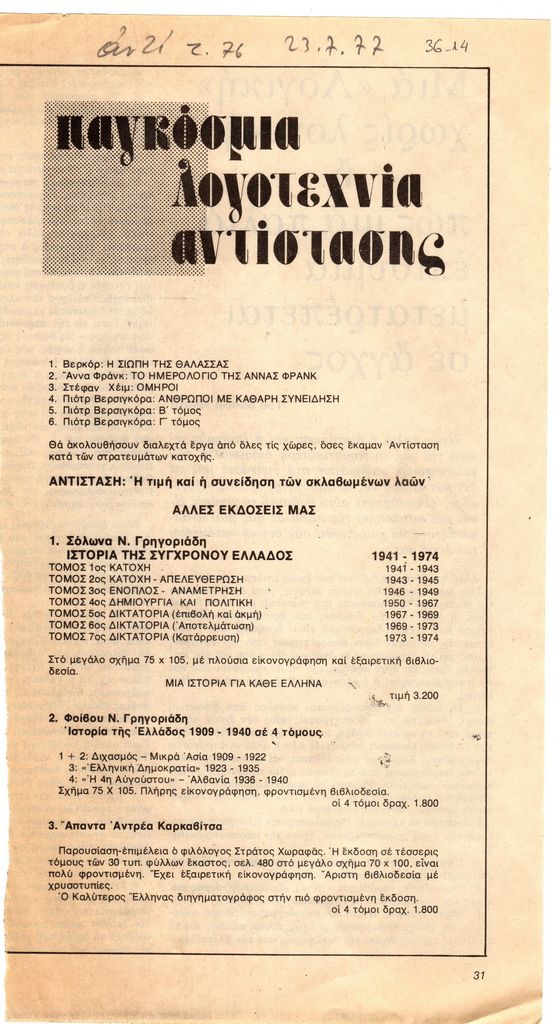 ἀντί τ. 76 23.7.77 36-14
παγκόσμια
λογοτεχνία
αντίστασης
1. Βερκόρ: Η ΣΙΩΠΗ ΤΗΣ ΘΑΛΑΣΣΑΣ
2. Ἄννα Φράνκ: ΤΟ ΗΜΕΡΟΛΟΓΙΟ ΤΗΣ ΑΝΝΑΣ ΦΡΑΝΚ
3. Στέφαν Χέιμ: ΟΜΗΡΟΙ
4. Πιότρ Βερσιγκόρα: ΑΝΘΡΩΠΟΙ ΜΕ ΚΑΘΑΡΗ ΣΥΝΕΙΔΗΣΗ
5. Πιότρ Βερσιγκόρα: Β΄ τόμος
6. Πιότρ Βερσιγκόρα: Γ΄ τόμος
Θά ἀκολουθήσουν διαλεχτά ἔργα ἀπό ὅλες τίς χῶρες, ὅσες ἔκαμαν Ἀντίσταση
κατά τῶν στρατευμάτων κατοχῆς.
ΑΝΤΙΣΤΑΣΗ: Ἡ τιμή καί ἡ συνείδηση τῶν σκλαβωμένων λαῶν
ΑΛΛΕΣ ΕΚΔΟΣΕΙΣ ΜΑΣ
1. Σόλωνα Ν. Γρηγοριάδη
ΙΣΤΟΡΙΑ ΤΗΣ ΣΥΓΧΡΟΝΟΥ ΕΛΛΑΔΟΣ 1941 - 1974
ΤΟΜΟΣ 1ος ΚΑΤΟΧΗ 1941 - 1943
ΤΟΜΟΣ 2ος ΚΑΤΟΧΗ - ΑΠΕΛΕΥΘΕΡΩΣΗ 1943 - 1945
ΤΟΜΟΣ 3ος ΕΝΟΠΛΟΣ - ΑΝΑΜΕΤΡΗΣΗ 1946 - 1949
ΤΟΜΟΣ 4ος ΔΗΜΙΟΥΡΓΙΑ ΚΑΙ ΠΟΛΙΤΙΚΗ 1950 - 1967
ΤΟΜΟΣ 5ος ΔΙΚΤΑΤΟΡΙΑ (ἐπιβολή καί ἀκμή) 1967 - 1969
ΤΟΜΟΣ 6ος ΔΙΚΤΑΤΟΡΙΑ (Ἀποτελμάτωση) 1969 - 1973
ΤΟΜΟΣ 7ος ΔΙΚΤΑΤΟΡΙΑ (Κατάρρευση) 1973 - 1974
Στό μεγάλο σχῆμα 75 x 105, μέ πλούσια εἰκονογράφηση καί ἐξαιρετική βιβλιο-
δεσία.
ΜΙΑ ΙΣΤΟΡΙΑ ΓΙΑ ΚΑΘΕ ΕΛΛΗΝΑ
τιμή 3.200
2. Φοίβου Ν. Γρηγοριάδη
Ἱστορία τῆς Ἑλλάδος 1909 - 1940 σέ 4 τόμους.
1 + 2: Διχασμός – Μικρά Ἀσία 1909 - 1922
3: «Ἑλληνική Δημοκρατία» 1923 - 1935
4: «Ἡ 4η Αὐγούστου» – Ἀλβανία 1936 - 1940
Σχῆμα 75 Χ 105. Πλήρης εἰκονογράφηση, φροντισμένη βιβλιοδεσία.
οἱ 4 τόμοι δραχ. 1.800
3. Ἅπαντα Ἀντρέα Καρκαβίτσα
Παρουσίαση-ἐπιμέλεια ὁ φιλόλογος Στράτος Χωραφᾶς. Ἡ ἔκδοση σέ τέσσερις
τόμους τῶν 30 τυπ. φύλλων ἕκαστος, σελ. 480 στό μεγάλο σχῆμα 70 x 100, εἶναι
πολύ φροντισμένη. Ἔχει ἐξαιρετική εἰκονογράφηση. Ἄριστη βιβλιοδεσία μέ
χρυσοτυπίες.
Ὁ Καλύτερος Ἕλληνας διηγηματογράφος στήν πιό φροντισμένη ἔκδοση.
οἱ 4 τόμοι δραχ. 1.800
31